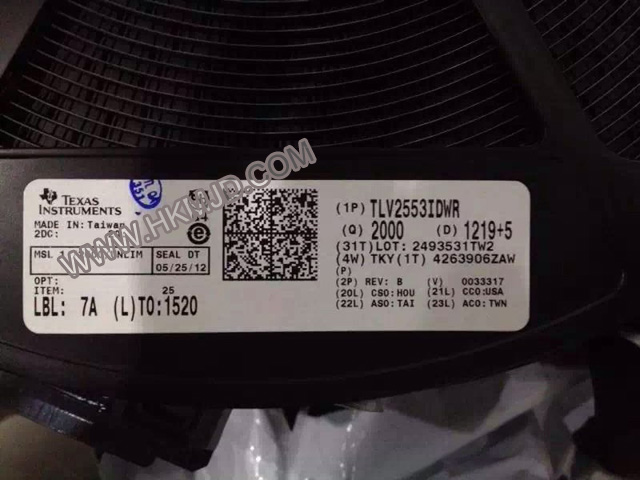 TEXAS
INSTRUMENTS
MADE IN: Taiwan
2DC:
MSL
UNLIM
SEAL DT
05/25/12
OPT:
ITEM: 25
LBL: 7A (L)TO:1520
(1P) TLV2553IDWR
(Q) 2000 (D) 1219+5
(31T)LOT: 2493531TW2
(4W) TKY(1T) 4263906ZAW
(P)
(2P) REV: B (V) 0033317
(20L) CSO:HOU (21L) CCO:USA
(22L) ASO:TAI (23L) ACO:TWN
WWW.HKMJD.COM